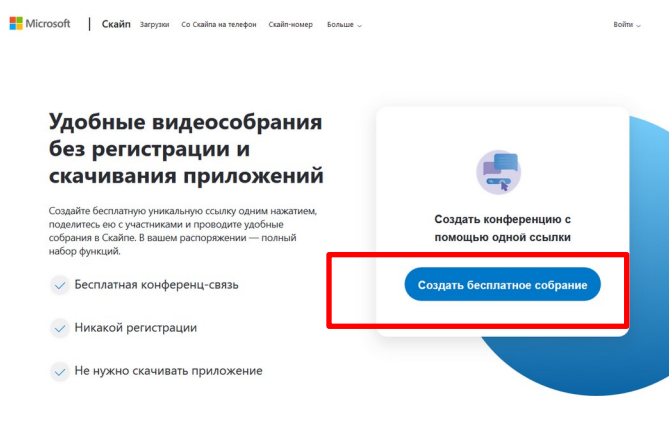 Microsoft Скайп Загрузки Со Скайпа на телефон Скайп-номер Больше Войти
Удобные видеособрания
без регистрации и
скачивания приложений
Создайте бесплатную уникальную ссылку одним нажатием,
поделитесь ею с участниками и проводите удобные
собрания в Скайпе. В вашем распоряжении — полный
набор функций.
Бесплатная конференц-связь
Никакой регистрации
Не нужно скачивать приложение
Создать конференцию с
помощью одной ссылки
Создать бесплатное собрание